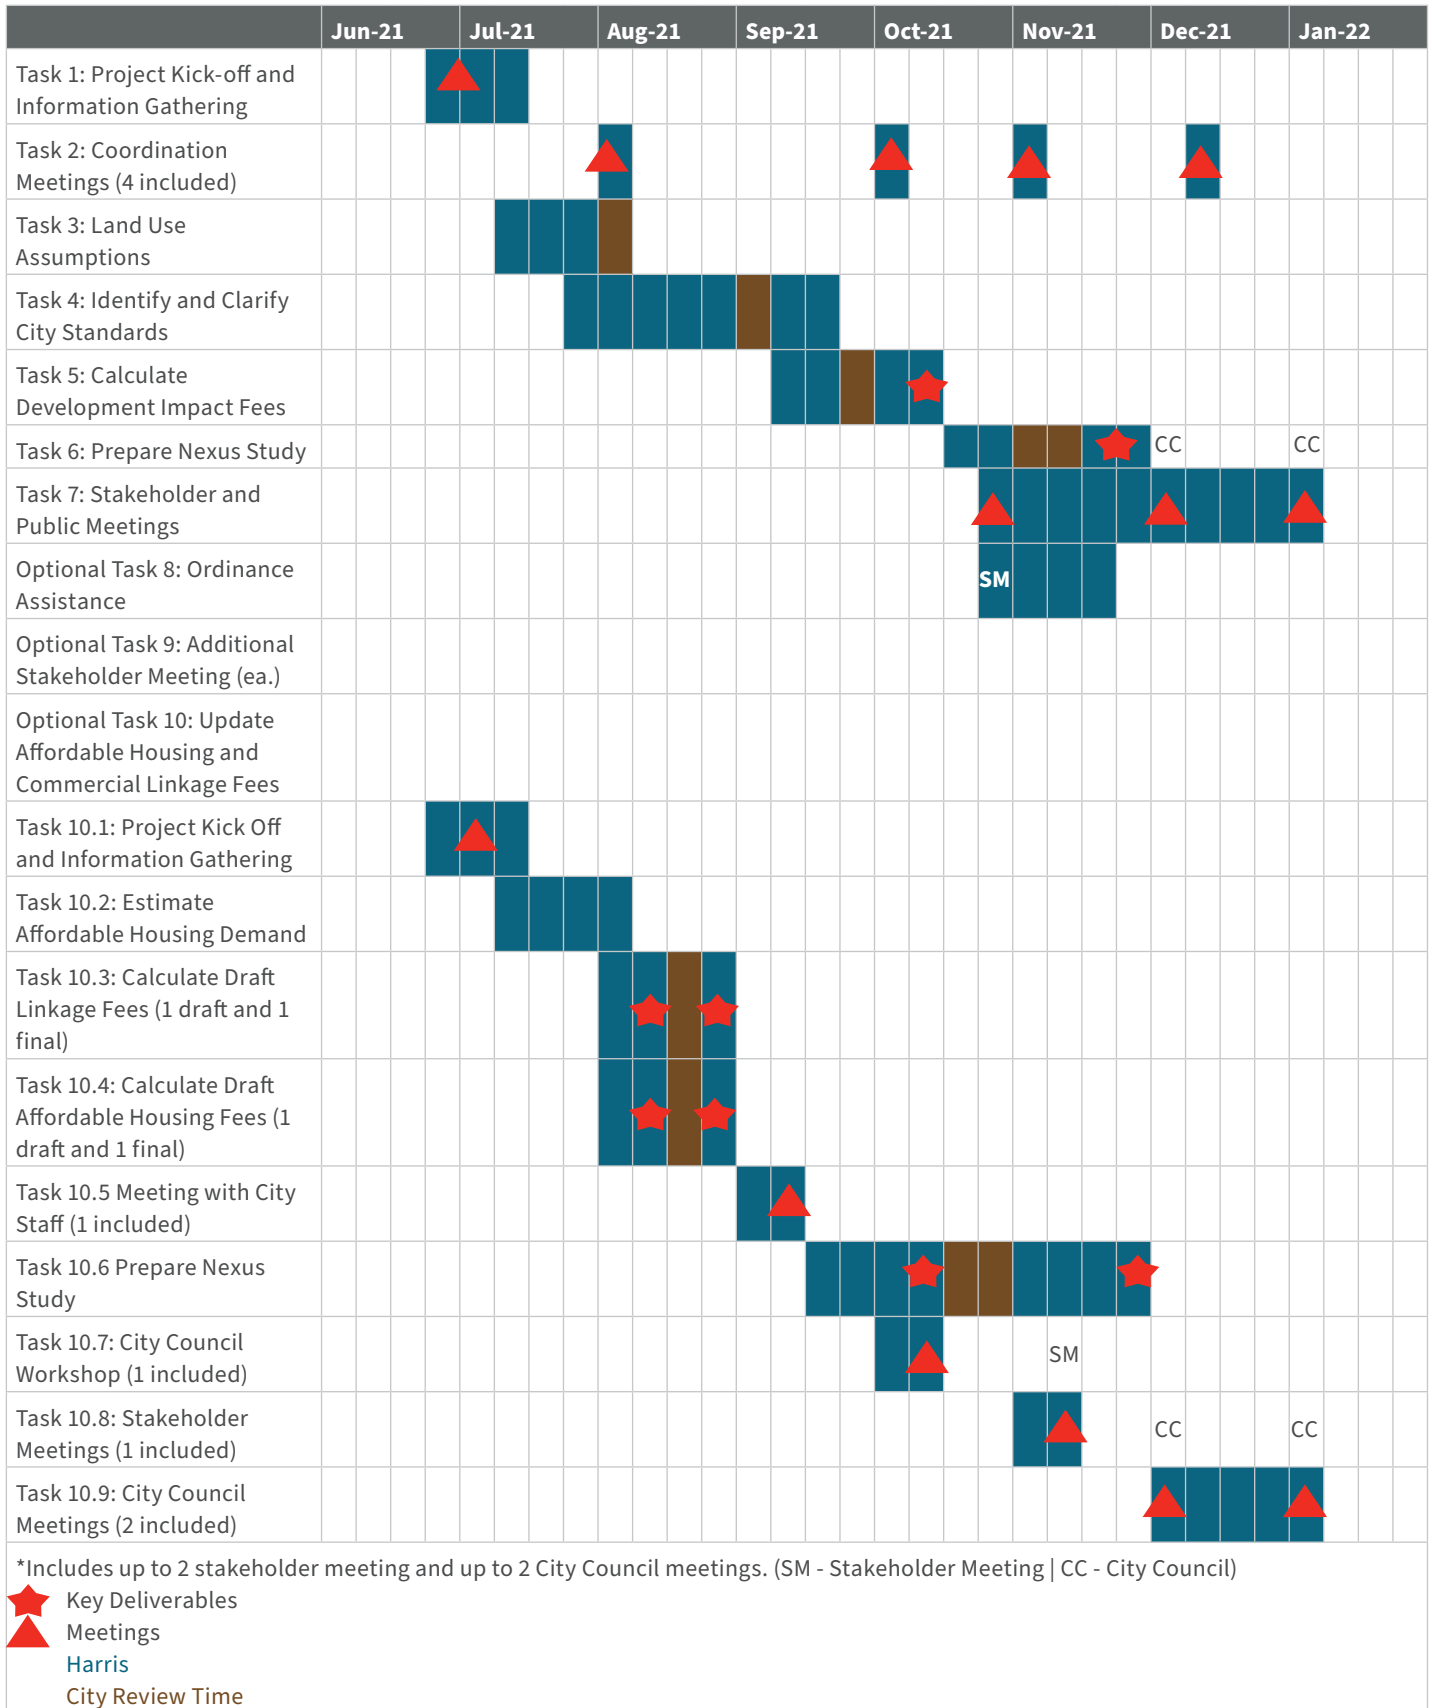 Jun-21 Jul-21 Aug-21 Sep-21 Oct-21 Nov-21 Dec-21 Jan-22
Task 1: Project Kick-off and
Information Gathering
Task 2: Coordination
Meetings (4 included)
Task 3: Land Use
Assumptions
Task 4: Identify and Clarify
City Standards
Task 5: Calculate
Development Impact Fees
Task 6: Prepare Nexus Study CC CC
Task 7: Stakeholder and
Public Meetings
Optional Task 8: Ordinance
Assistance
SM
Optional Task 9: Additional
Stakeholder Meeting (ea.)
Optional Task 10: Update
Affordable Housing and
Commercial Linkage Fees
Task 10.1: Project Kick Off
and Information Gathering
Task 10.2: Estimate
Affordable Housing Demand
Task 10.3: Calculate Draft
Linkage Fees (1 draft and 1
final)
Task 10.4: Calculate Draft
Affordable Housing Fees (1
draft and 1 final)
Task 10.5 Meeting with City
Staff (1 included)
Task 10.6 Prepare Nexus
Study
Task 10.7: City Council
Workshop (1 included)
SM
Task 10.8: Stakeholder
Meetings (1 included)
CC CC
Task 10.9: City Council
Meetings (2 included)
*Includes up to 2 stakeholder meeting and up to 2 City Council meetings. (SM - Stakeholder Meeting | CC - City Council)
Key Deliverables
Meetings
Harris
City Review Time